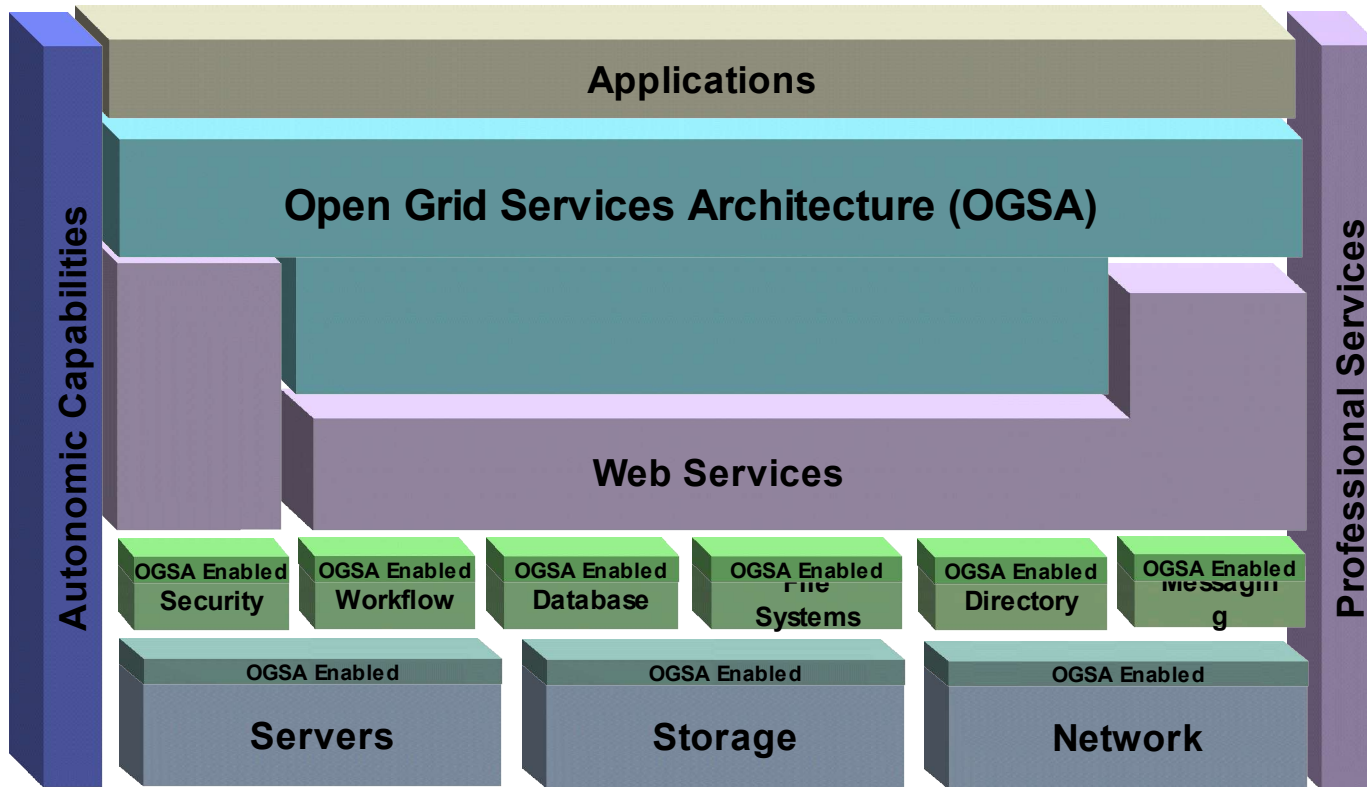 Applications
Open Grid Services Architecture (OGSA)
Autonomic Capabilities
Professional Services
Web Services
OGSA Enabled
Security
OGSA Enabled
Workflow
OGSA Enabled
Database
OGSA Enabled
File
Systems
OGSA Enabled
Directory
OGSA Enabled
Messagin
g
OGSA Enabled
Servers
OGSA Enabled
Storage
OGSA Enabled
Network